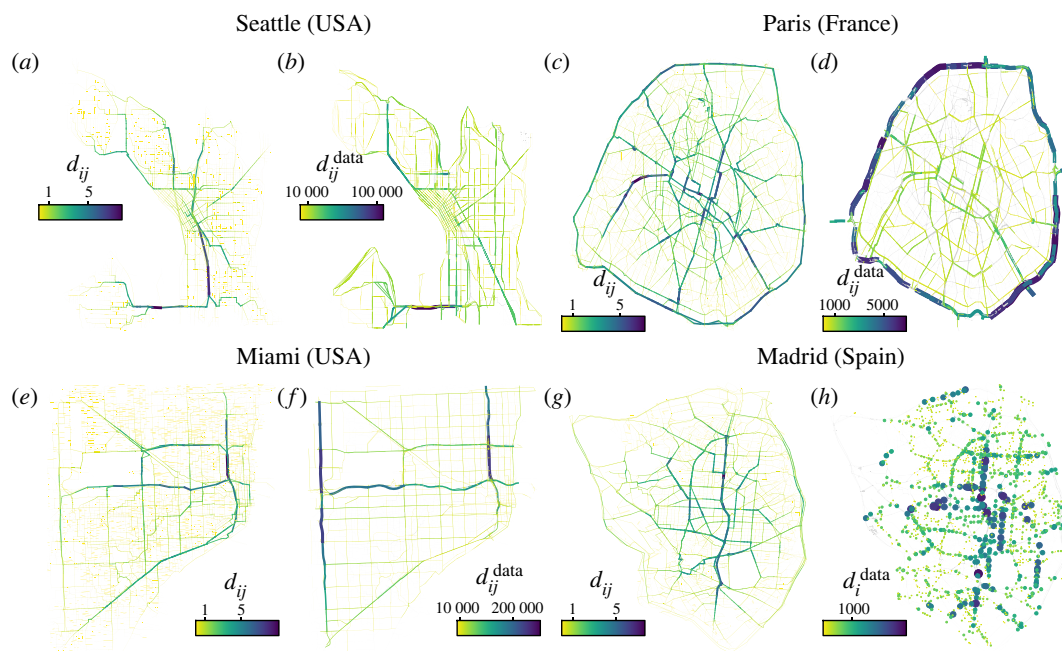 Seattle (USA)
Paris (France)
(a)
(b)
(c)
(d)
d_ij
1 5
d_ij^data
10 000 100 000
d_ij
1 5
d_ij^data
1000 5000
Miami (USA)
Madrid (Spain)
(e)
(f)
(g)
(h)
d_ij
1 5
d_ij^data
10 000 200 000
d_ij
1 5
d_i^data
1000